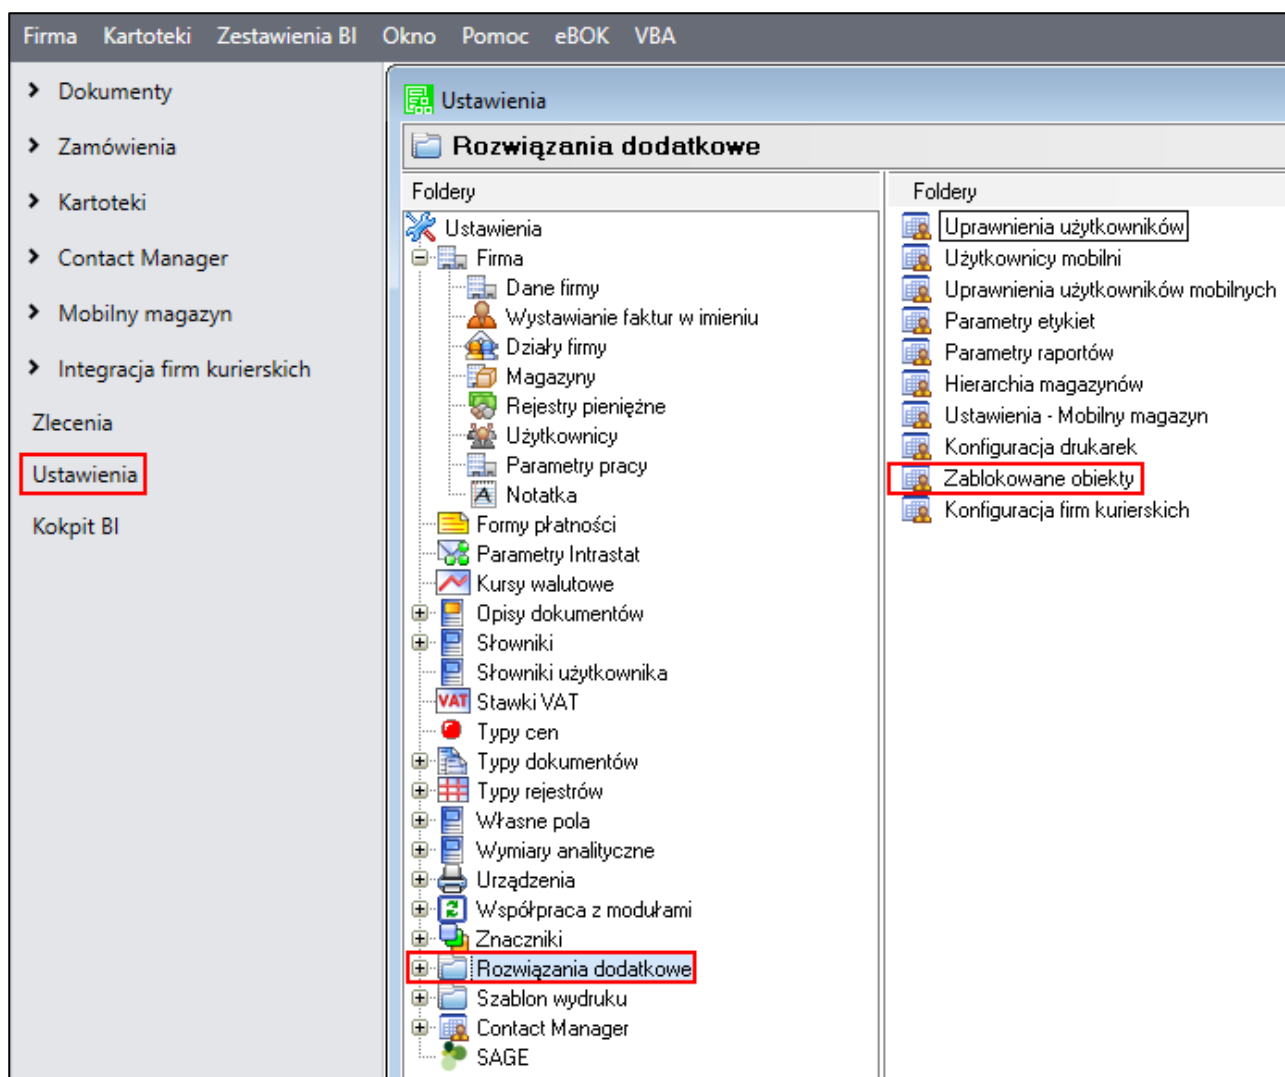 Firma Kartoteki Zestawienia BI Okno Pomoc eBOK VBA
Dokumenty
Zamówienia
Kartoteki
Contact Manager
Mobilny magazyn
Integracja firm kurierskich
Zlecenia
Ustawienia
Kokpit BI
Ustawienia
Rozwiązania dodatkowe
Foldery
Ustawienia
Firma
Dane firmy
Wystawianie faktur w imieniu
Działy firmy
Magazyny
Rejestry pieniężne
Użytkownicy
Parametry pracy
Notatka
Formy płatności
Parametry Intrastat
Kursy walutowe
Opisy dokumentów
Słowniki
Słowniki użytkownika
VAT Stawki VAT
Typy cen
Typy dokumentów
Typy rejestrów
Własne pola
Wymiary analityczne
Urządzenia
Współpraca z modułami
Znaczniki
Rozwiązania dodatkowe
Szablon wydruku
Contact Manager
SAGE
Foldery
Uprawnienia użytkowników
Użytkownicy mobilni
Uprawnienia użytkowników mobilnych
Parametry etykiet
Parametry raportów
Hierarchia magazynów
Ustawienia - Mobilny magazyn
Konfiguracja drukarek
Zablokowane obiekty
Konfiguracja firm kurierskich